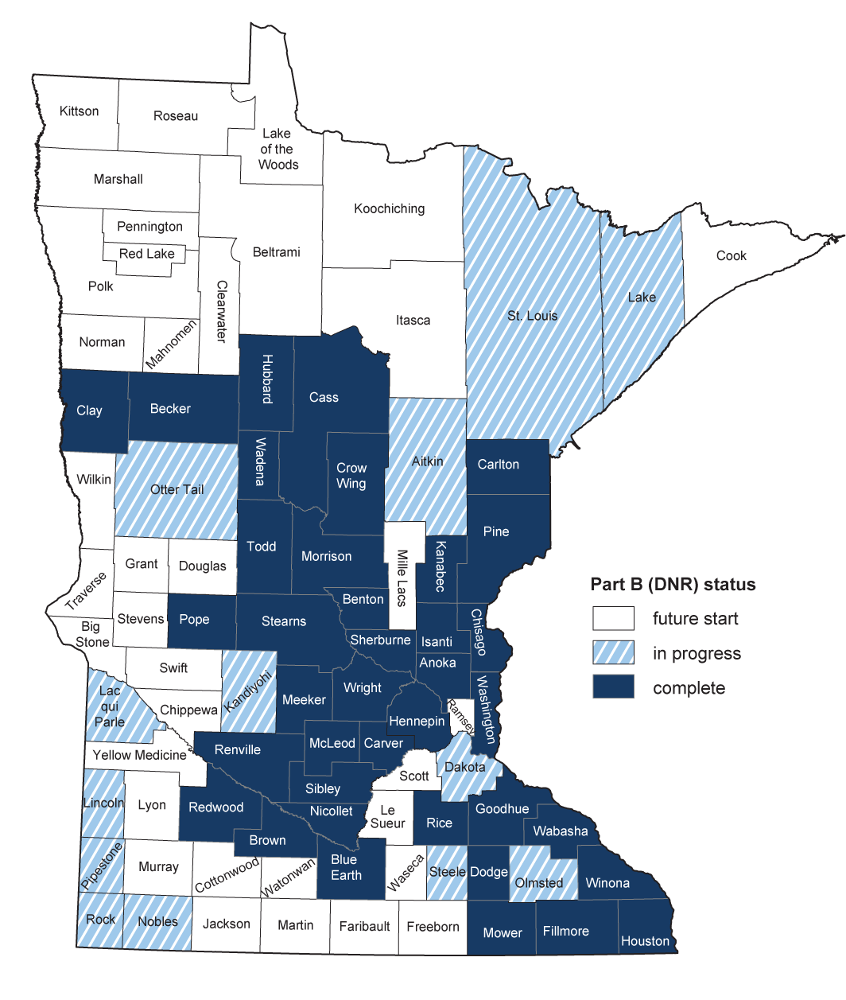 Kittson
Roseau
Lake
of the
Woods
Marshall
Koochiching
Pennington
Red Lake
Beltrami
Cook
Polk
Clearwater
Lake
St. Louis
Itasca
Norman
Mahnomen
Hubbard
Cass
Clay
Becker
Wadena
Aitkin
Carlton
Crow
Wing
Wilkin
Otter Tail
Pine
Todd
Morrison
Kanabec
Mille Lacs
Grant
Douglas
Traverse
Benton
Part B (DNR) status
future start
in progress
complete
Stevens
Pope
Stearns
Big
Stone
Sherburne
Isanti
Chisago
Anoka
Swift
Kandiyohi
Wright
Lac
qui
Parle
Chippewa
Meeker
Hennepin
Ramsey
Washington
McLeod
Carver
Renville
Yellow Medicine
Scott
Dakota
Sibley
Lincoln
Lyon
Redwood
Nicollet
Le
Sueur
Rice
Goodhue
Wabasha
Brown
Pipestone
Murray
Cottonwood
Watonwan
Blue
Earth
Waseca
Steele
Dodge
Olmsted
Winona
Rock
Nobles
Jackson
Martin
Faribault
Freeborn
Mower
Fillmore
Houston